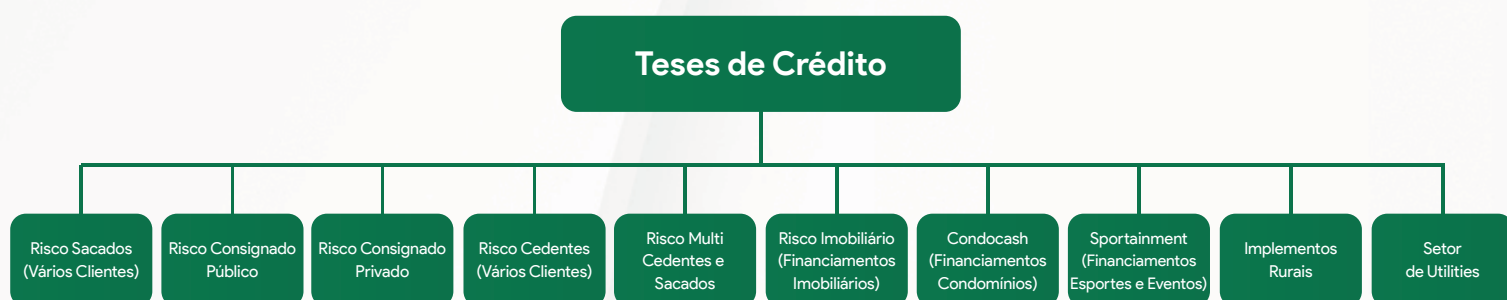 Teses de Crédito
Risco Sacados
(Vários Clientes)
Risco Consignado
Público
Risco Consignado
Privado
Risco Cedentes
(Vários Clientes)
Risco Multi
Cedentes e
Sacados
Risco Imobiliário
(Financiamentos
Imobiliários)
Condocash
(Financiamentos
Condomínios)
Sportainment
(Financiamentos
Esportes e Eventos)
Implementos
Rurais
Setor
de Utilities